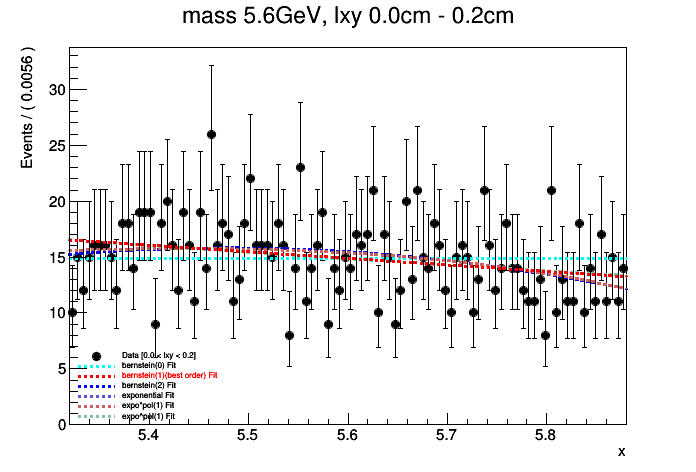 mass 5.6GeV, lxy 0.0cm - 0.2cm
Events / ( 0.0056 )
30
25
20
15
10
5
0
Data [0.0 < lxy < 0.2]
bernstein(0) Fit
bernstein(1)(best order) Fit
bernstein(2) Fit
exponential Fit
expo*pol(1) Fit
expo^pol(1) Fit
5.4
5.5
5.6
5.7
5.8
x